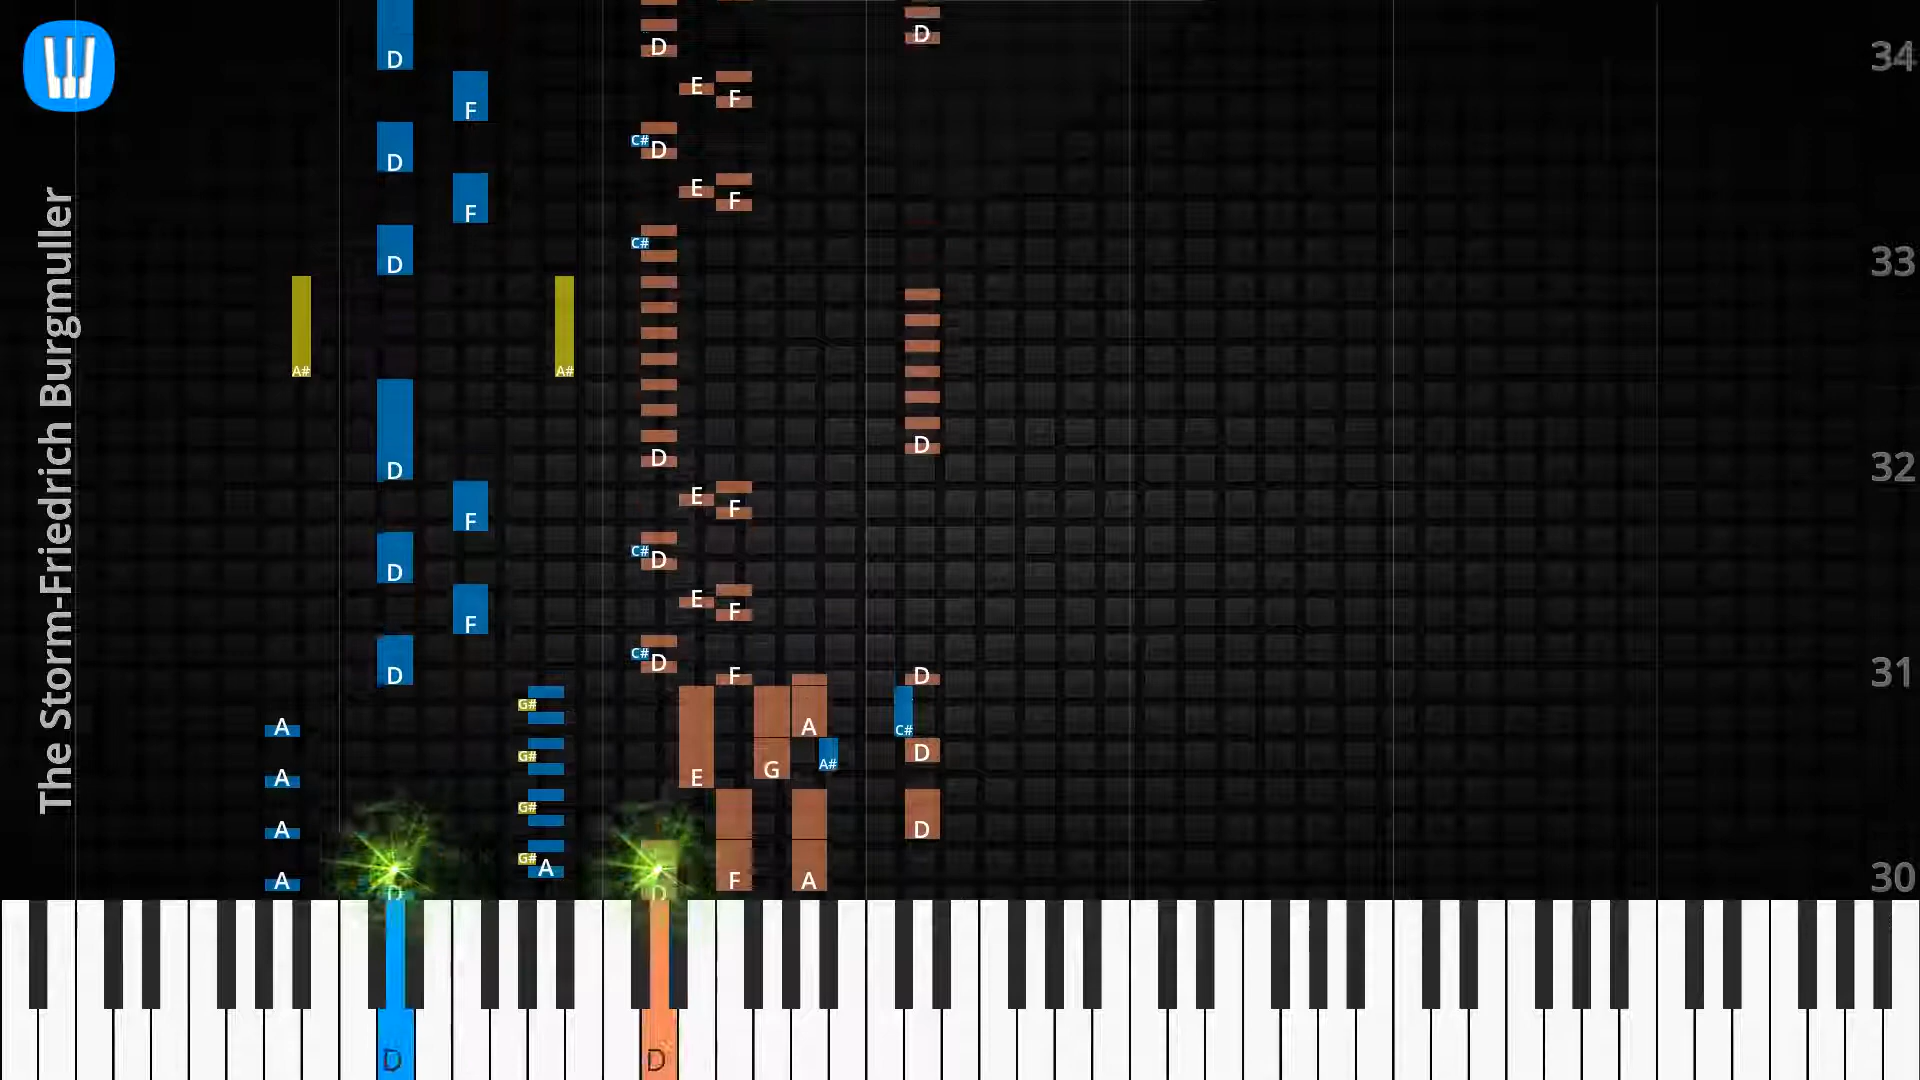 The Storm-Friedrich Burgmuller
D D D 34
F E F
D C# D
F E F
D C# 33
A# A#
D D D 32
F E F
D C# D
F E F
D C# D
F D 31
G#
A A C#
G# D
A E G A#
G#
A D
G# A
A F A 30
D D
D D